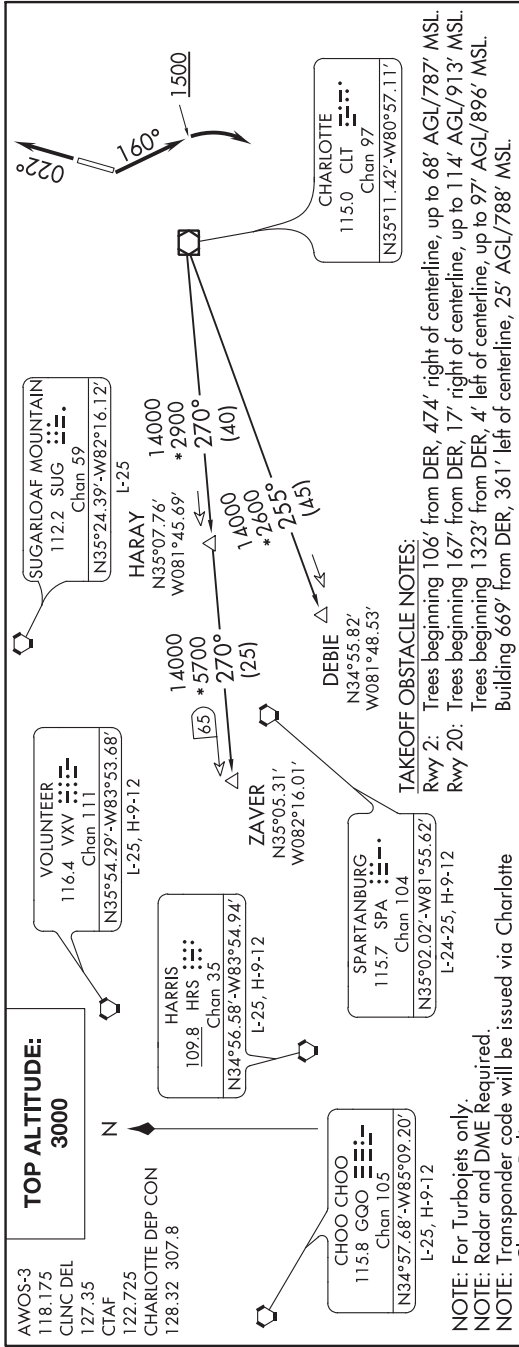 AWOS-3
118.175
CLNC DEL
127.35
CTAF
122.725
CHARLOTTE DEP CON
128.32 307.8
TOP ALTITUDE:
3000
N
VOLUNTEER
116.4 VXV
Chan 111
N35°54.29'-W83°53.68'
L-25, H-9-12
SUGARLOAF MOUNTAIN
112.2 SUG
Chan 59
N35°24.39'-W82°16.12'
L-25
022°
160°
1500
HARRIS
109.8 HRS
Chan 35
N34°56.58'-W83°54.94'
L-25, H-9-12
14000
*5700
270°
(25)
65
ZAVER
N35°05.31'
W082°16.01'
HARAY
N35°07.76'
W081°45.69'
14000
*2900
270°
(40)
14000
*2600
255°
(45)
DEBIE
N34°55.82'
W081°48.53'
CHARLOTTE
115.0 CLT
Chan 97
N35°11.42'-W80°57.11'
CHOO CHOO
115.8 GQO
Chan 105
N34°57.68'-W85°09.20'
L-25, H-9-12
SPARTANBURG
115.7 SPA
Chan 104
N35°02.02'-W81°55.62'
L-24-25, H-9-12
TAKEOFF OBSTACLE NOTES:
Rwy 2: Trees beginning 106' from DER, 474' right of centerline, up to 68' AGL/787' MSL.
Rwy 20: Trees beginning 167' from DER, 17' right of centerline, up to 114' AGL/913' MSL.
Trees beginning 1323' from DER, 4' left of centerline, up to 97' AGL/896' MSL.
Building 669' from DER, 361' left of centerline, 25' AGL/788' MSL.
NOTE: For Turbojets only.
NOTE: Radar and DME Required.
NOTE: Transponder code will be issued via Charlotte